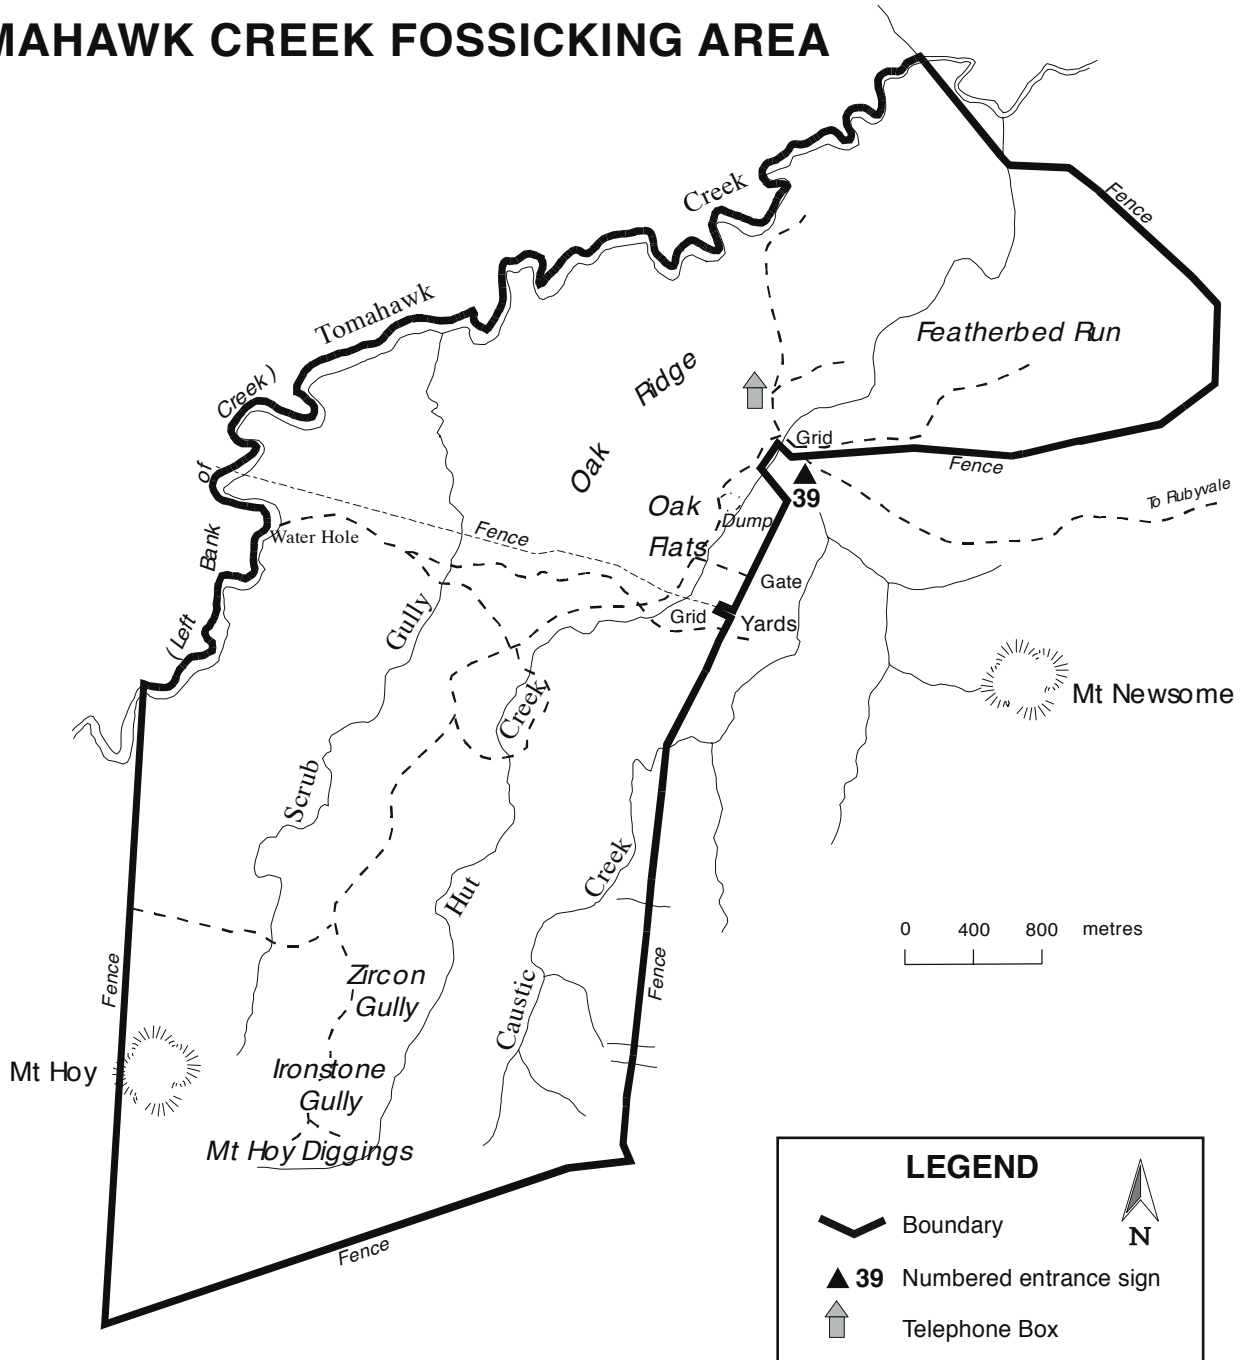 MAHAWK CREEK FOSSICKING AREA
Creek
Fence
Tomahawk
Featherbed Run
Ridge
Creek)
Oak
Grid
Fence
of
39
To Rubyvale
Oak
Flats
Dump
Fence
Water Hole
Bank
Gate
Gully
Grid
Yards
(Left
Mt Newsome
Creek
Scrub
Creek
Hut
0 400 800 metres
Fence
Zircon
Gully
Fence
Caustic
Mt Hoy
Ironstone
Gully
Mt Hoy Diggings
Fence
LEGEND
Boundary
N
39 Numbered entrance sign
Telephone Box